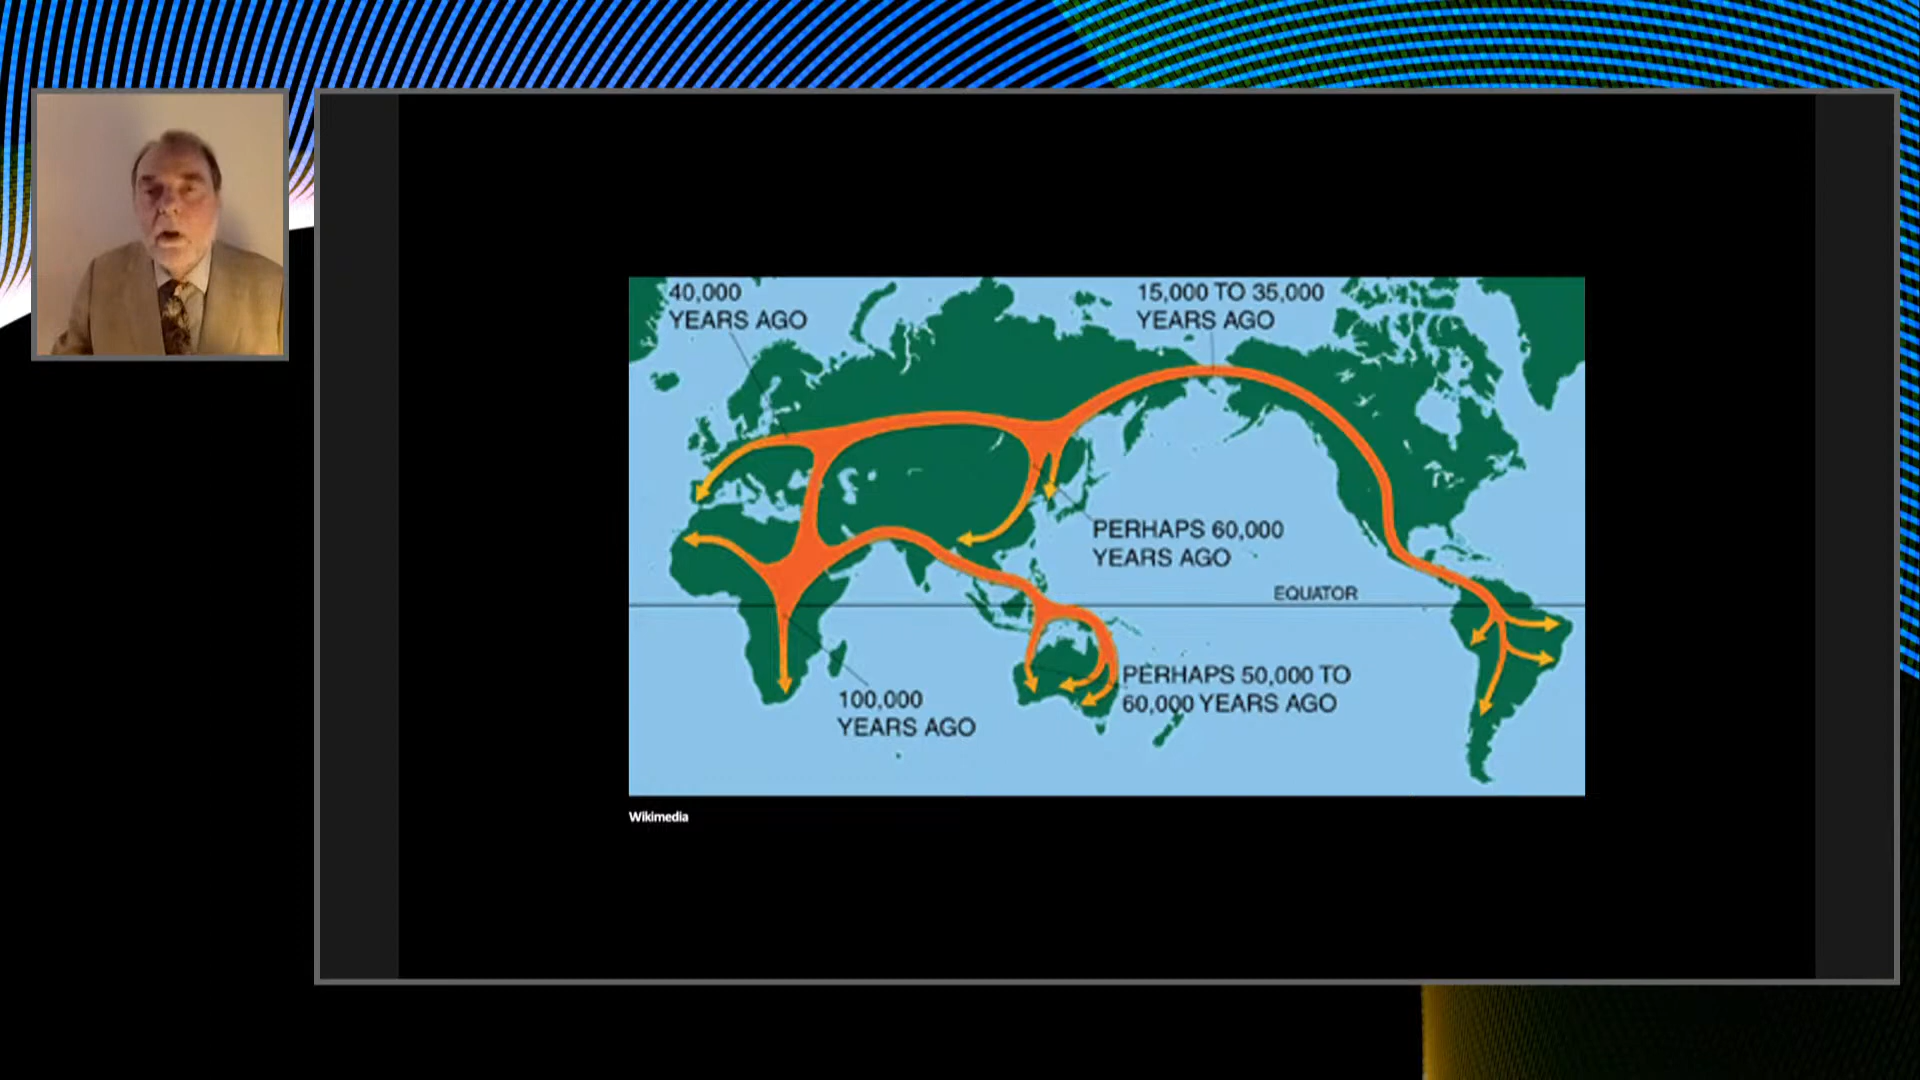 40,000
YEARS AGO
15,000 TO 35,000
YEARS AGO
PERHAPS 60,000
YEARS AGO
EQUATOR
PERHAPS 50,000 TO
60,000 YEARS AGO
100,000
YEARS AGO
Wikimedia